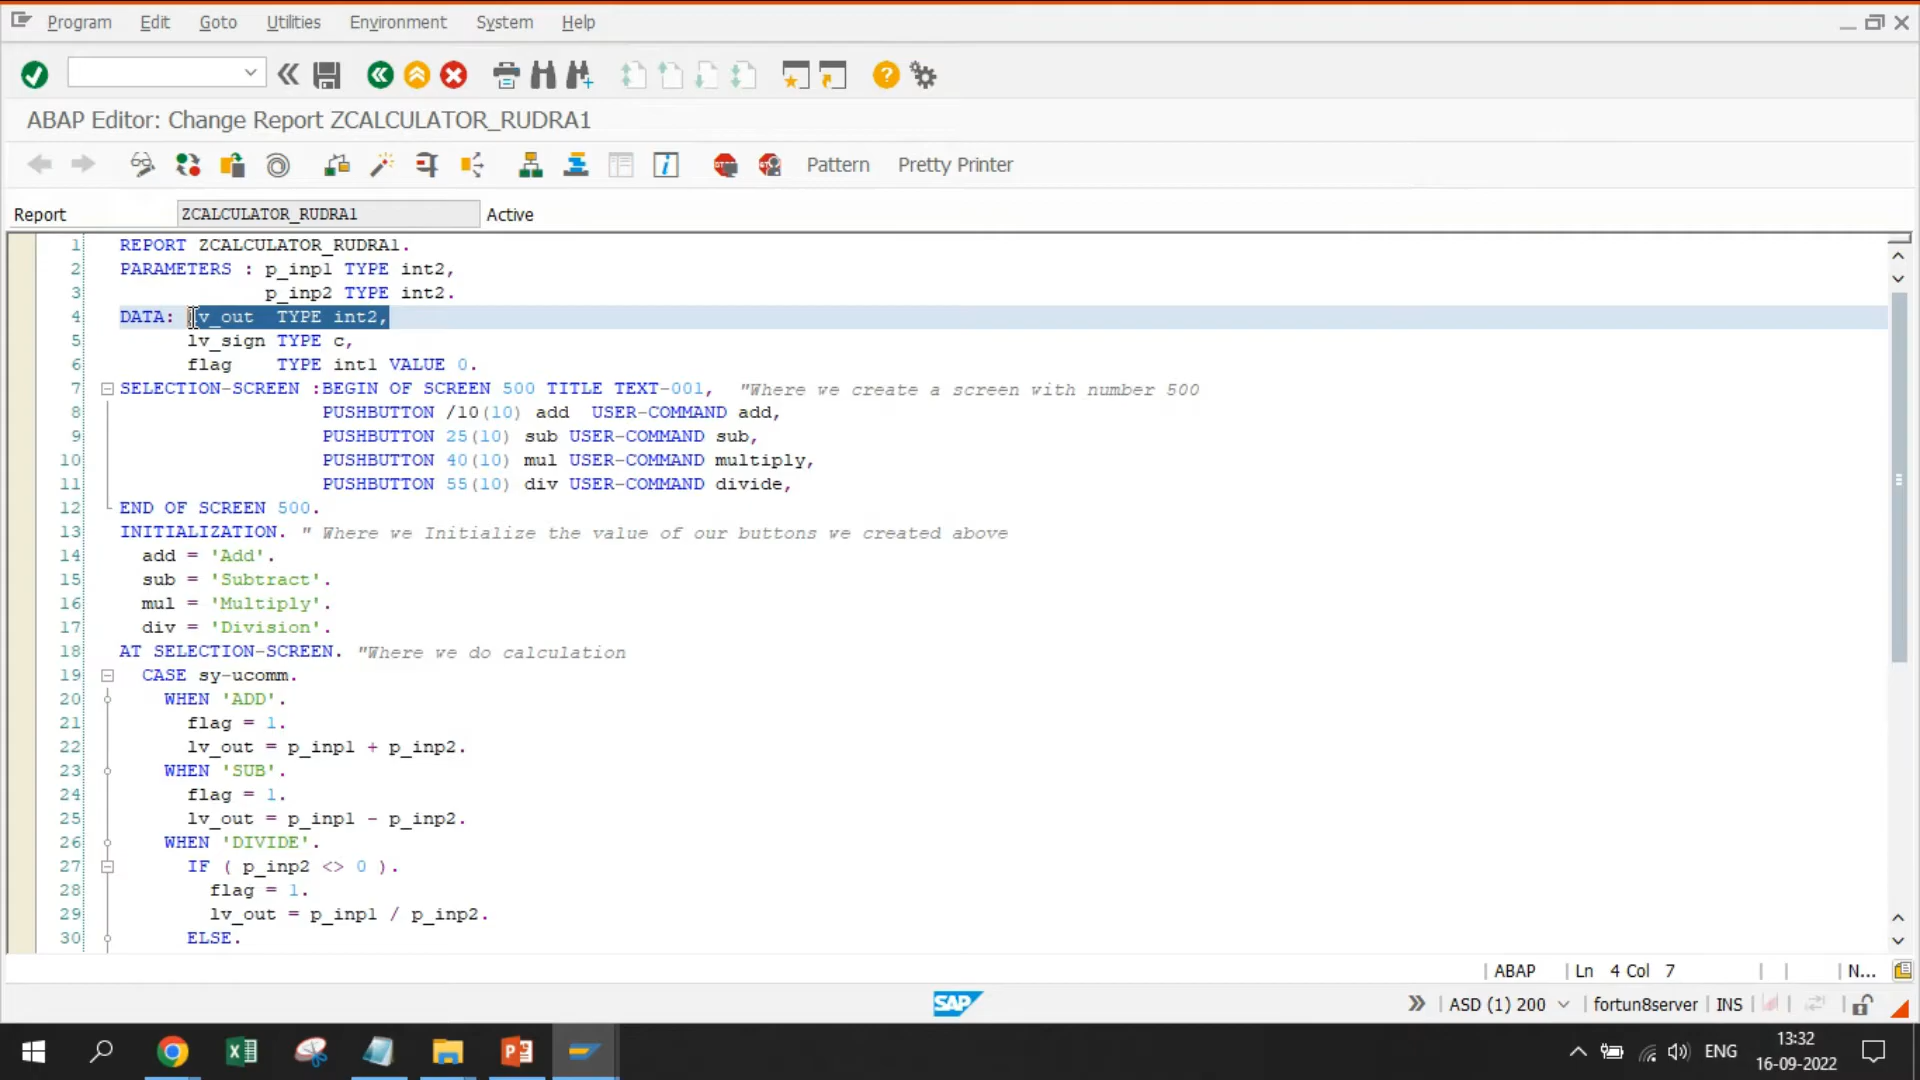 Program Edit Goto Utilities Environment System Help
ABAP Editor: Change Report ZCALCULATOR_RUDRA1
Pattern Pretty Printer
Report ZCALCULATOR_RUDRA1 Active
1 REPORT ZCALCULATOR_RUDRA1.
2 PARAMETERS : p_inp1 TYPE int2,
3 p_inp2 TYPE int2.
4 DATA: lv_out TYPE int2,
5 lv_sign TYPE c,
6 flag TYPE int1 VALUE 0.
7 SELECTION-SCREEN :BEGIN OF SCREEN 500 TITLE TEXT-001, "Where we create a screen with number 500
8 PUSHBUTTON /10(10) add USER-COMMAND add,
9 PUSHBUTTON 25(10) sub USER-COMMAND sub,
10 PUSHBUTTON 40(10) mul USER-COMMAND multiply,
11 PUSHBUTTON 55(10) div USER-COMMAND divide,
12 END OF SCREEN 500.
13 INITIALIZATION. " Where we Initialize the value of our buttons we created above
14 add = 'Add'.
15 sub = 'Subtract'.
16 mul = 'Multiply'.
17 div = 'Division'.
18 AT SELECTION-SCREEN. "Where we do calculation
19 CASE sy-ucomm.
20 WHEN 'ADD'.
21 flag = 1.
22 lv_out = p_inp1 + p_inp2.
23 WHEN 'SUB'.
24 flag = 1.
25 lv_out = p_inp1 - p_inp2.
26 WHEN 'DIVIDE'.
27 IF ( p_inp2 <> 0 ).
28 flag = 1.
29 lv_out = p_inp1 / p_inp2.
30 ELSE.
ABAP Ln 4 Col 7 N...
SAP ASD (1) 200 fortun8server INS
ENG 13:32
16-09-2022